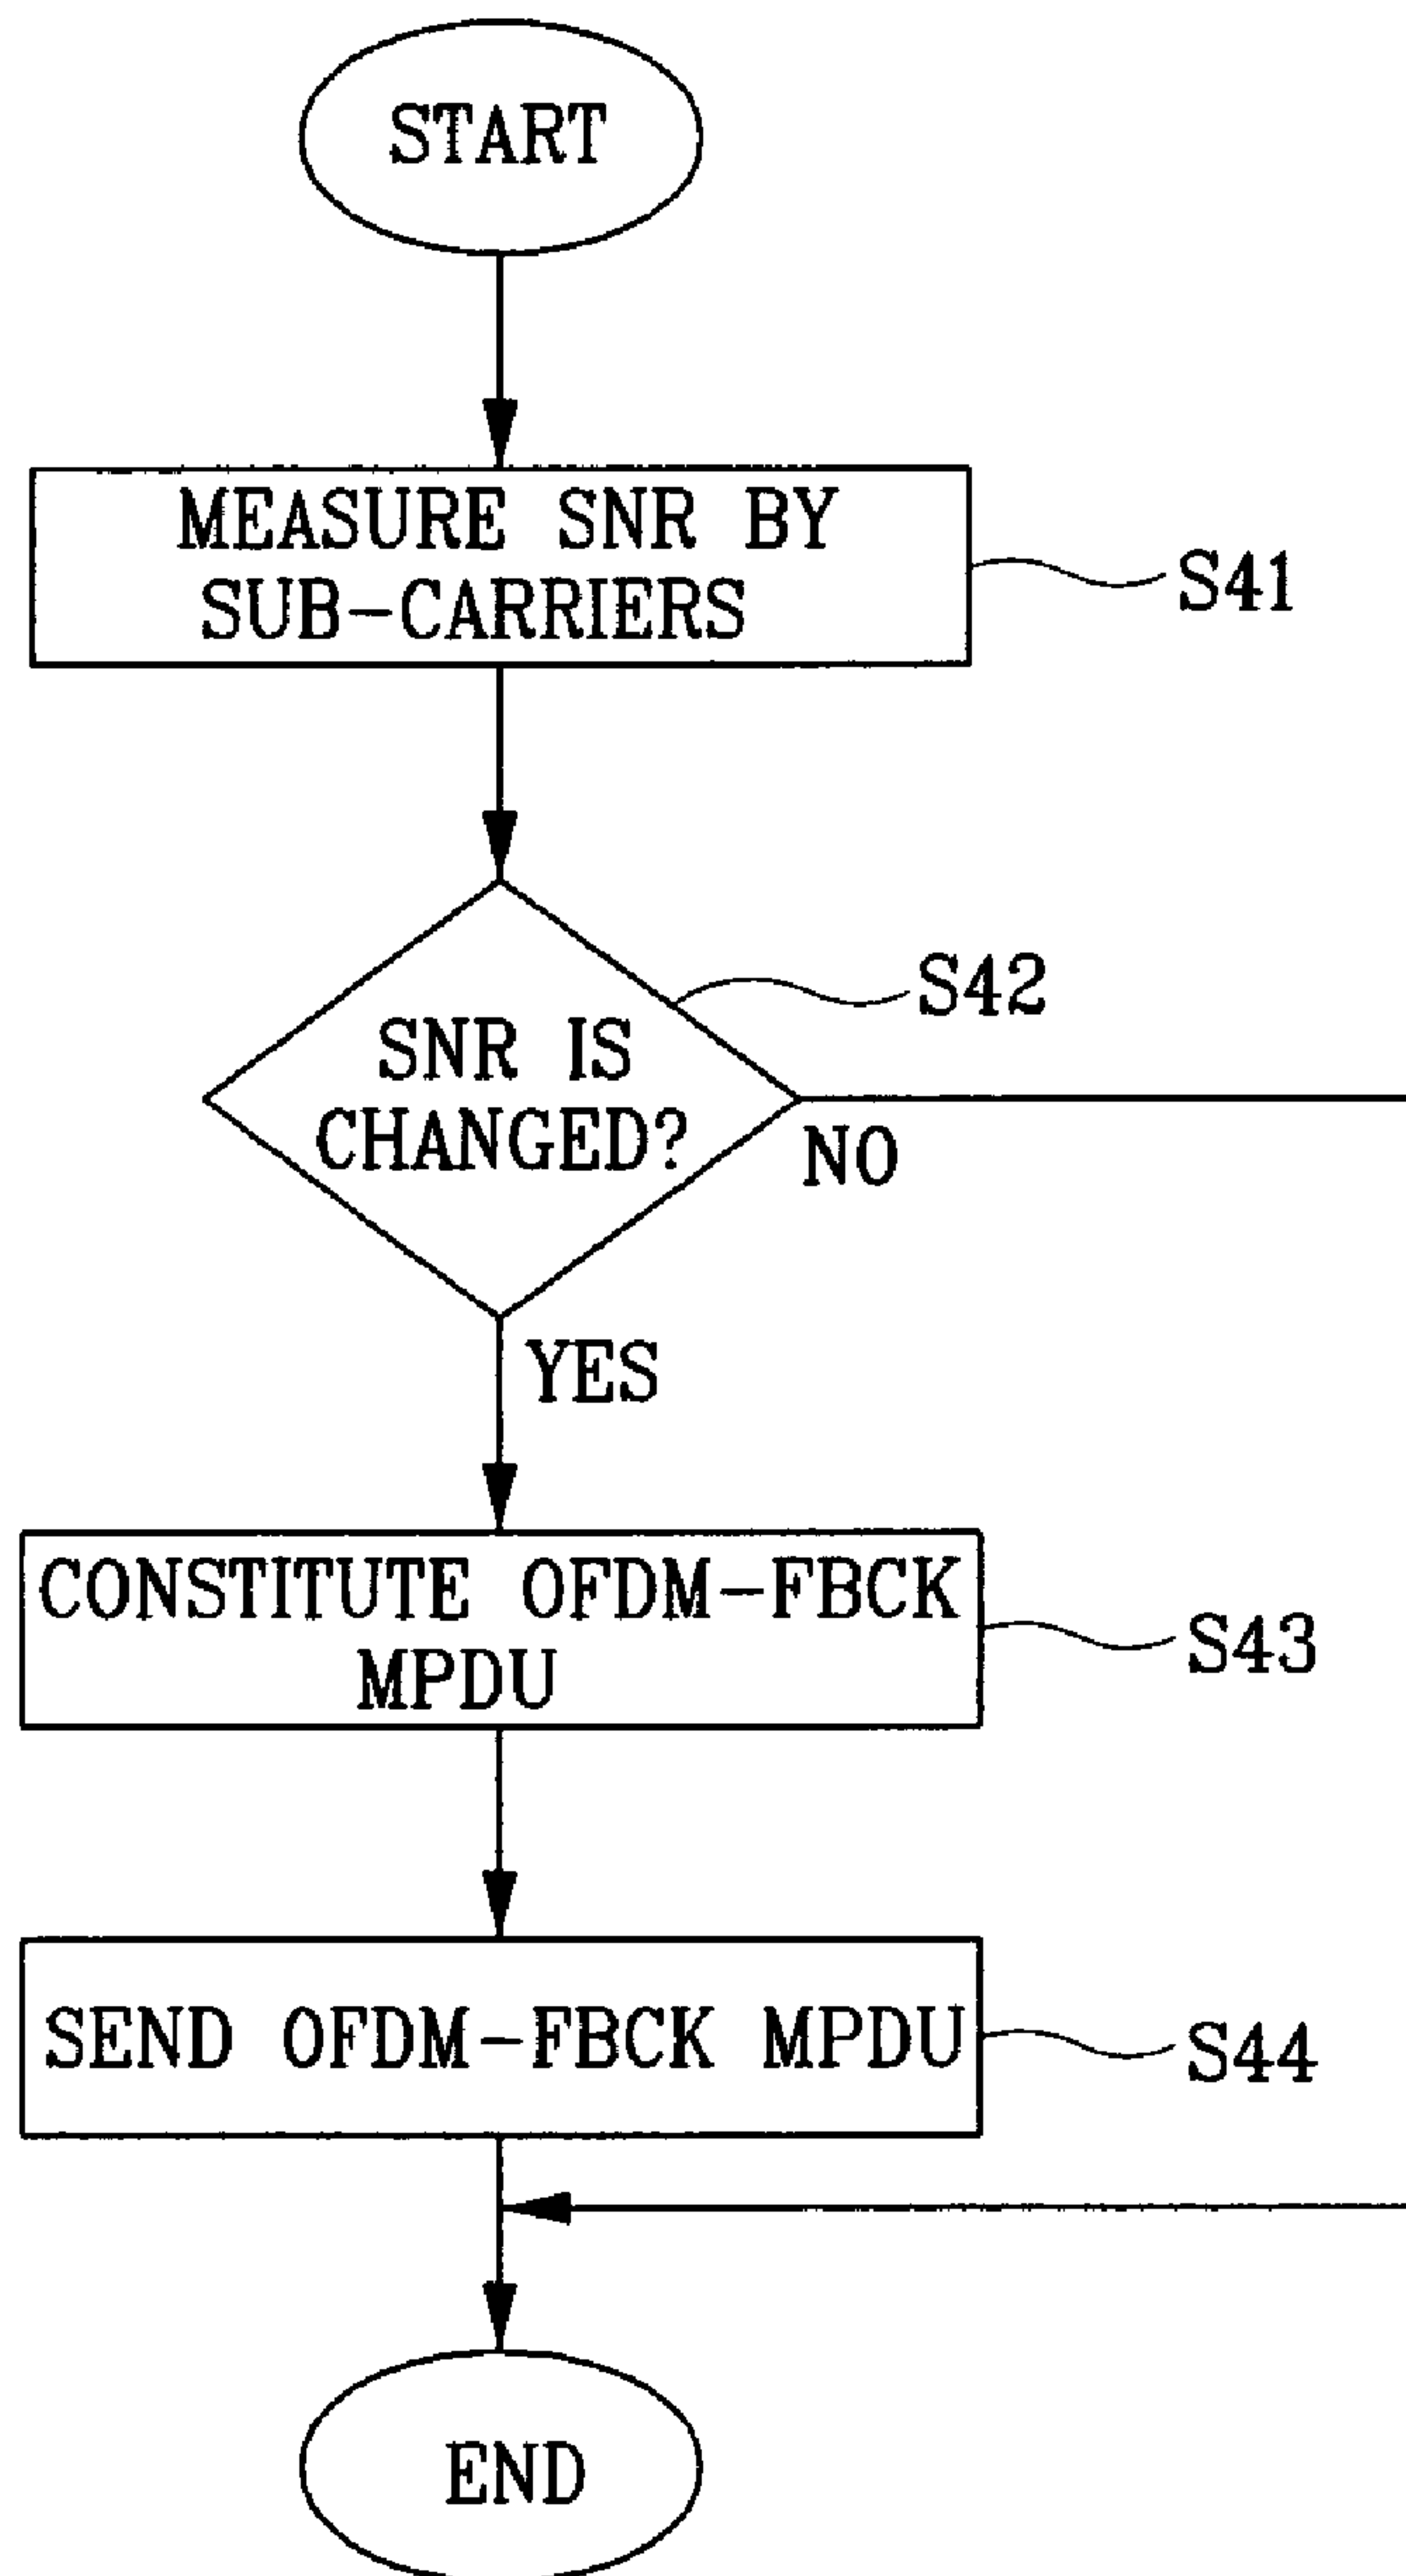 START
MEASURE SNR BY
SUB-CARRIERS
S41
S42
SNR IS
CHANGED?
NO
YES
CONSTITUTE OFDM-FBCK
MPDU
S43
SEND OFDM-FBCK MPDU
S44
END